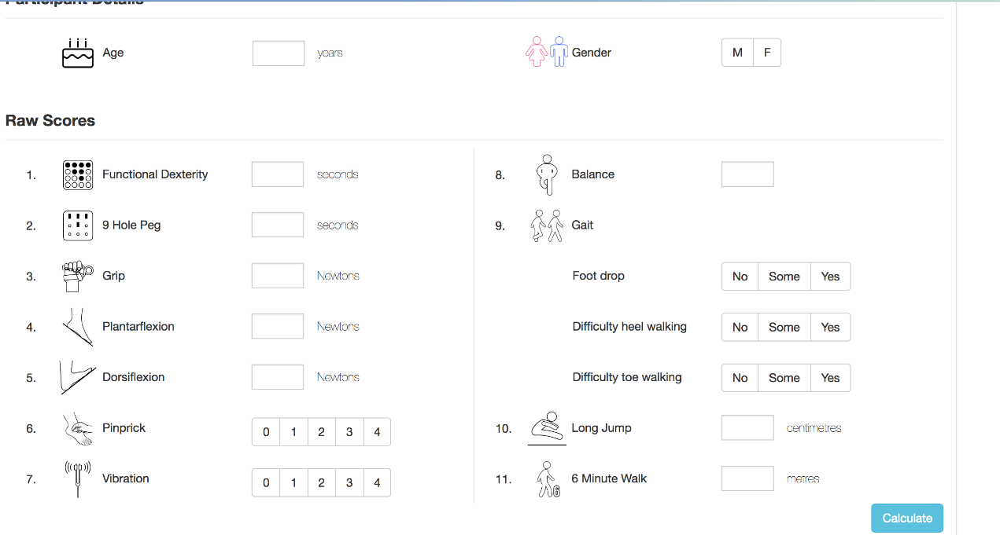 Participant Details
Age years Gender M F
Raw Scores
1. Functional Dexterity seconds
2. 9 Hole Peg seconds
3. Grip Newtons
4. Plantarflexion Newtons
5. Dorsiflexion Newtons
6. Pinprick 0 1 2 3 4
7. Vibration 0 1 2 3 4
8. Balance
9. Gait
Foot drop No Some Yes
Difficulty heel walking No Some Yes
Difficulty toe walking No Some Yes
10. Long Jump centimetres
11. 6 Minute Walk metres
6
Calculate